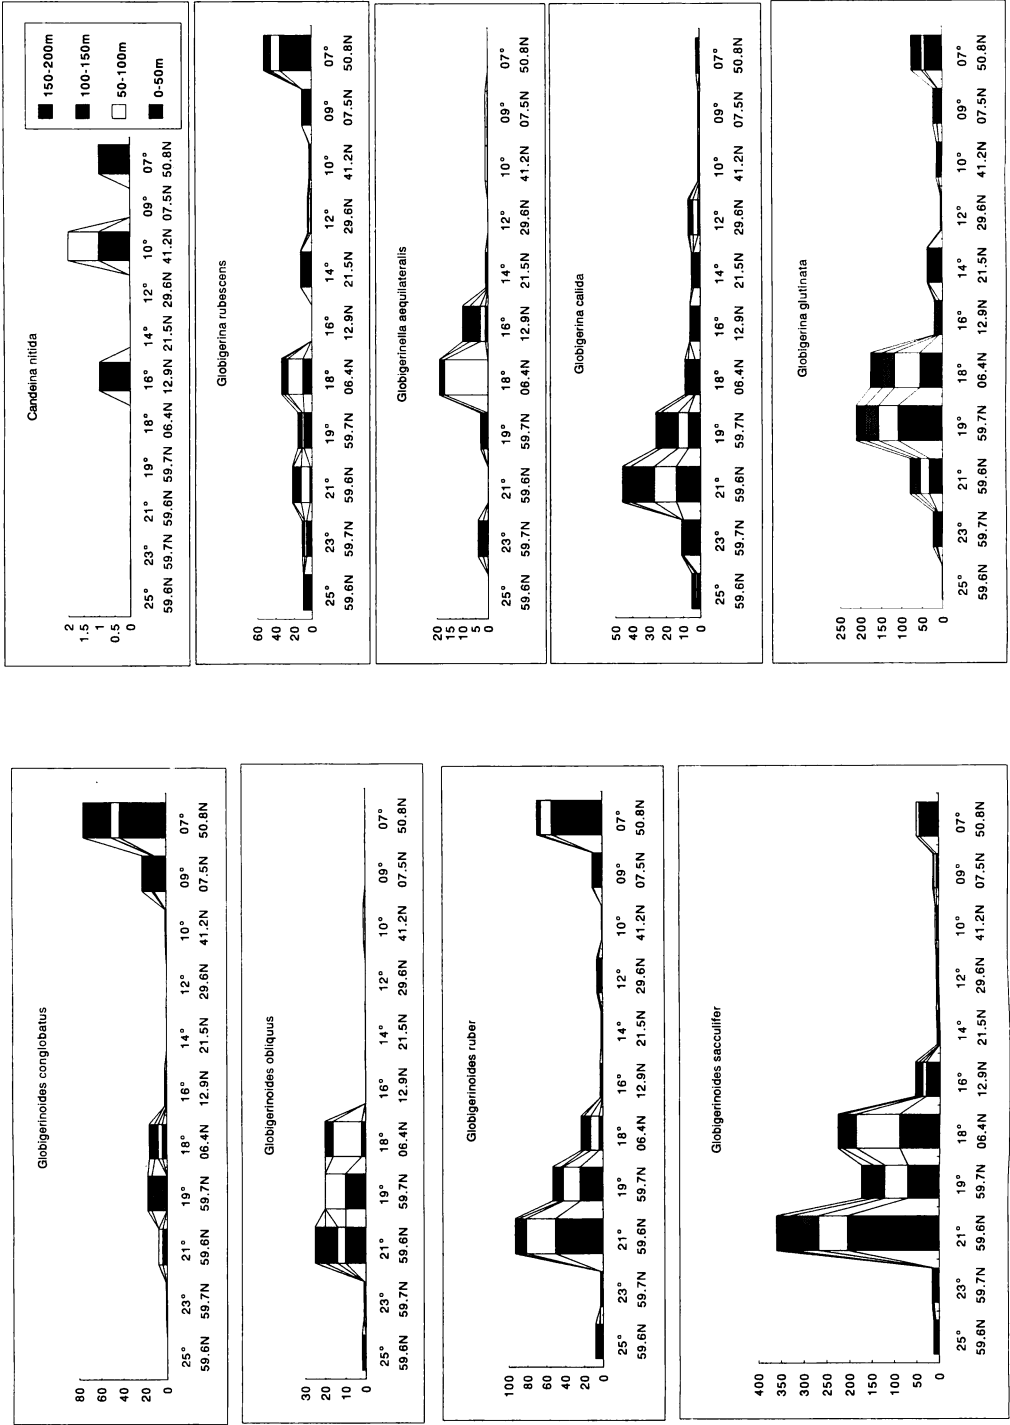 Globigerinoides conglobatus
80
60
40
20
0
25° 23° 21° 19° 18° 16° 14° 12° 10° 09° 07°
59.6N 59.7N 59.6N 59.7N 06.4N 12.9N 21.5N 29.6N 41.2N 07.5N 50.8N
Globigerinoides obliquus
30
20
10
0
25° 23° 21° 19° 18° 16° 14° 12° 10° 09° 07°
59.6N 59.7N 59.6N 59.7N 06.4N 12.9N 21.5N 29.6N 41.2N 07.5N 50.8N
Globigerinoides ruber
100
80
60
40
20
0
25° 23° 21° 19° 18° 16° 14° 12° 10° 09° 07°
59.6N 59.7N 59.6N 59.7N 06.4N 12.9N 21.5N 29.6N 41.2N 07.5N 50.8N
Globigerinoides sacculifer
400
350
300
250
200
150
100
50
0
25° 23° 21° 19° 18° 16° 14° 12° 10° 09° 07°
59.6N 59.7N 59.6N 59.7N 06.4N 12.9N 21.5N 29.6N 41.2N 07.5N 50.8N
Candeina nitida
150-200m
100-150m
50-100m
0-50m
2
1.5
1
0.5
0
25° 23° 21° 19° 18° 16° 14° 12° 10° 09° 07°
59.6N 59.7N 59.6N 59.7N 06.4N 12.9N 21.5N 29.6N 41.2N 07.5N 50.8N
Globigerina rubescens
60
40
20
0
25° 23° 21° 19° 18° 16° 14° 12° 10° 09° 07°
59.6N 59.7N 59.6N 59.7N 06.4N 12.9N 21.5N 29.6N 41.2N 07.5N 50.8N
Globigerinella aequilateralis
20
15
10
5
0
25° 23° 21° 19° 18° 16° 14° 12° 10° 09° 07°
59.6N 59.7N 59.6N 59.7N 06.4N 12.9N 21.5N 29.6N 41.2N 07.5N 50.8N
Globigerina calida
50
40
30
20
10
0
25° 23° 21° 19° 18° 16° 14° 12° 10° 09° 07°
59.6N 59.7N 59.6N 59.7N 06.4N 12.9N 21.5N 29.6N 41.2N 07.5N 50.8N
Globigerina glutinata
250
200
150
100
50
0
25° 23° 21° 19° 18° 16° 14° 12° 10° 09° 07°
59.6N 59.7N 59.6N 59.7N 06.4N 12.9N 21.5N 29.6N 41.2N 07.5N 50.8N